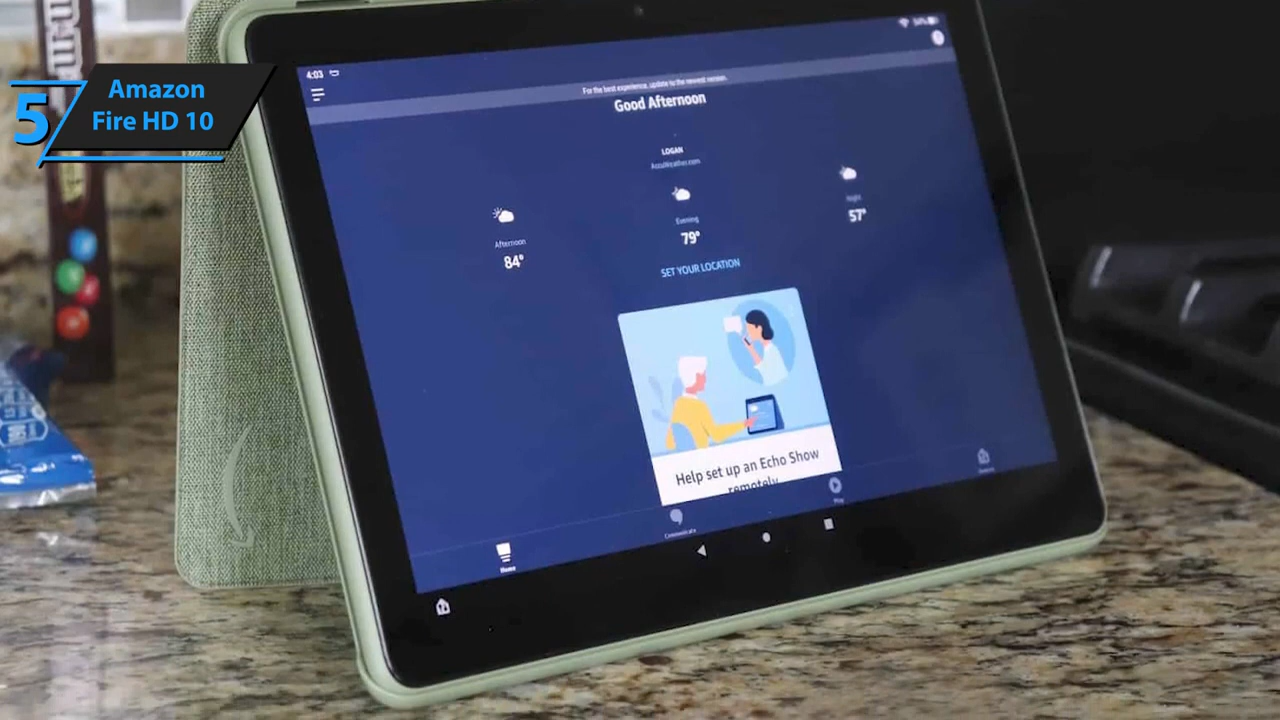 5
Amazon
Fire HD 10
m&m
4:03
For the best experience, update to the newest version.
Good Afternoon
LOGAN
AccuWeather.com
Afternoon
84°
Evening
79°
Night
57°
SET YOUR LOCATION
Help set up an Echo Show
remotely
Home
Communicate
Play